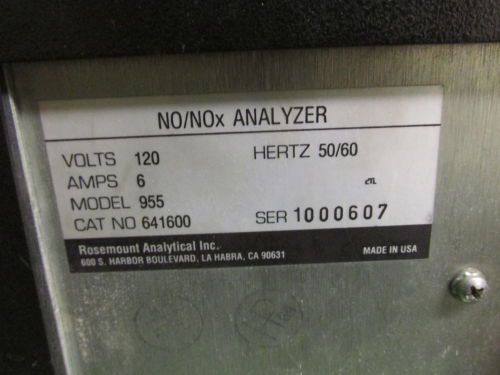 NO/NOx ANALYZER
VOLTS 120 HERTZ 50/60
AMPS 6
CTL
MODEL 955
CAT NO 641600 SER 1000607
Rosemount Analytical Inc.
600 S. HARBOR BOULEVARD, LA HABRA, CA 90631 MADE IN USA